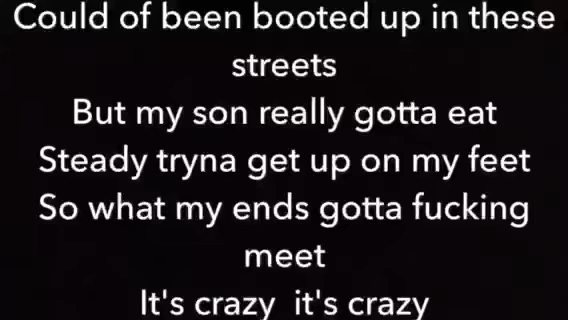 Could of been booted up in these
streets
But my son really gotta eat
Steady tryna get up on my feet
So what my ends gotta fucking
meet
It's crazy  it's crazy